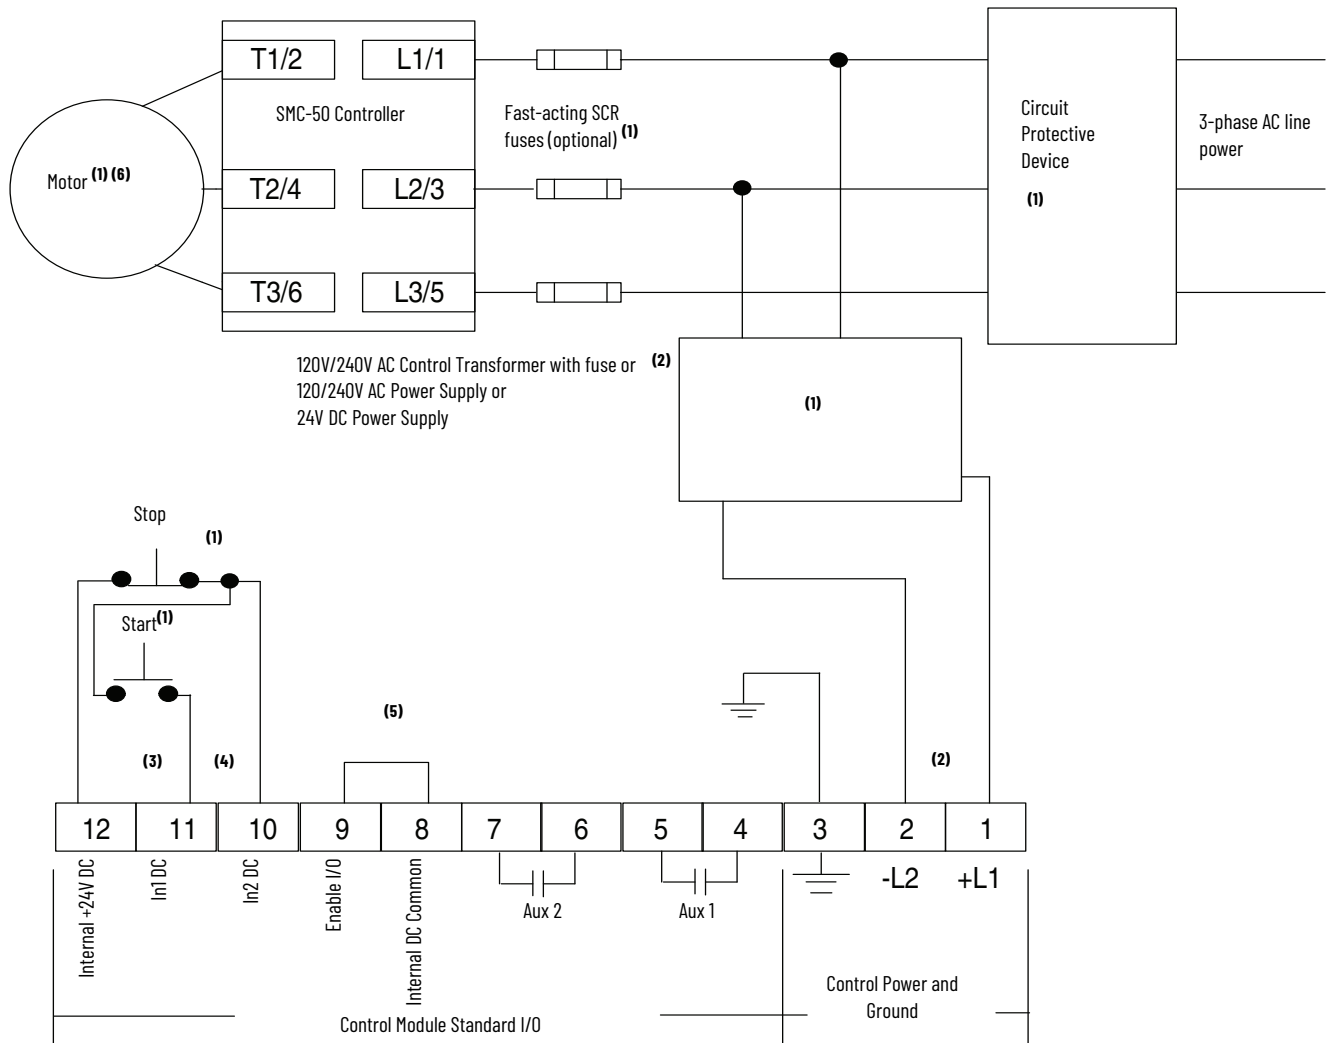 T1/2
L1/1
SMC-50 Controller
Fast-acting SCR
fuses (optional) (1)
Circuit
Protective
Device
(1)
3-phase AC line
power
Motor (1) (6)
T2/4
L2/3
T3/6
L3/5
120V/240V AC Control Transformer with fuse or (2)
120/240V AC Power Supply or
24V DC Power Supply
(1)
Stop
(1)
Start (1)
(3)
(4)
(5)
(2)
12
11
10
9
8
7
6
5
4
3
2
1
Internal +24V DC
In1 DC
In2 DC
Enable I/O
Internal DC Common
Aux 2
Aux 1
-L2
+L1
Control Module Standard I/O
Control Power and
Ground